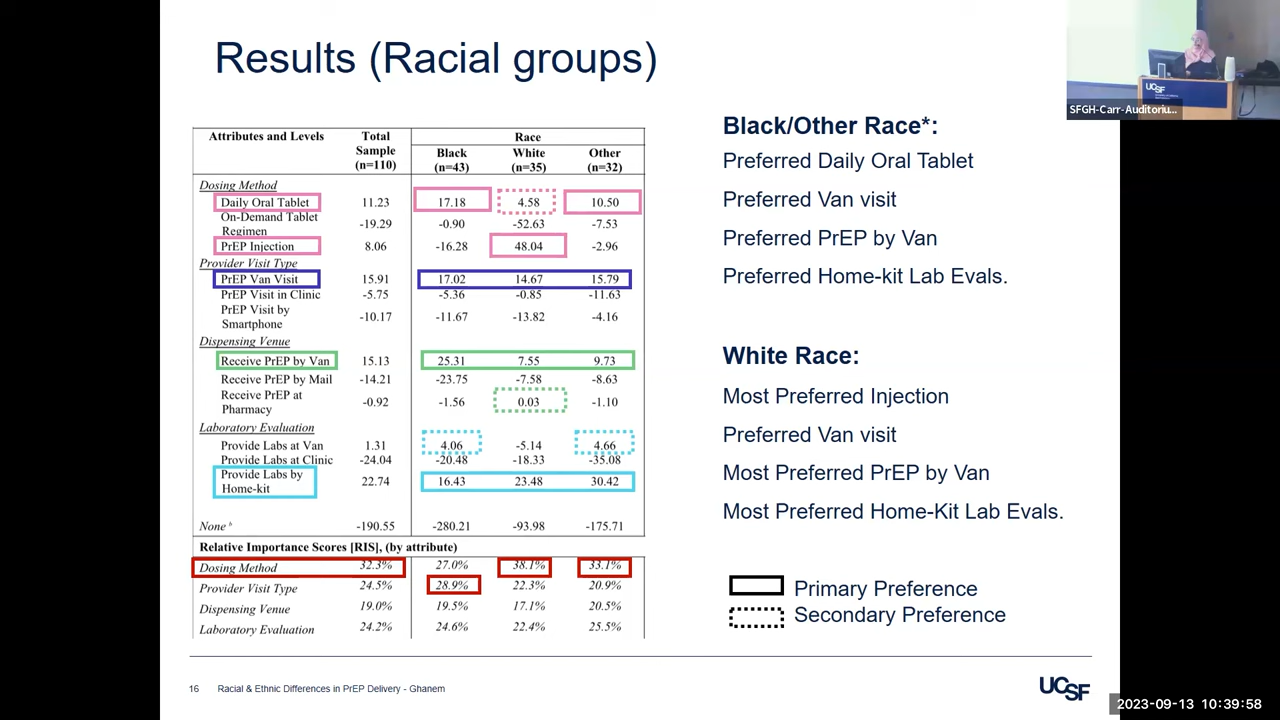 Results (Racial groups)
UCSF
SFGH-Carr-Auditoriu...
Attributes and Levels Total Sample (n=110) Race
Black (n=43) White (n=35) Other (n=32)
Dosing Method
Daily Oral Tablet 11.23 17.18 4.58 10.50
On-Demand Tablet Regimen -19.29 -0.90 -52.63 -7.53
PrEP Injection 8.06 -16.28 48.04 -2.96
Provider Visit Type
PrEP Van Visit 15.91 17.02 14.67 15.79
PrEP Visit in Clinic -5.75 -5.36 -0.85 -11.63
PrEP Visit by Smartphone -10.17 -11.67 -13.82 -4.16
Dispensing Venue
Receive PrEP by Van 15.13 25.31 7.55 9.73
Receive PrEP by Mail -14.21 -23.75 -7.58 -8.63
Receive PrEP at Pharmacy -0.92 -1.56 0.03 -1.10
Laboratory Evaluation
Provide Labs at Van 1.31 4.06 -5.14 4.66
Provide Labs at Clinic -24.04 -20.48 -18.33 -35.08
Provide Labs by Home-kit 22.74 16.43 23.48 30.42
None b -190.55 -280.21 -93.98 -175.71
Relative Importance Scores [RIS], (by attribute)
Dosing Method 32.3% 27.0% 38.1% 33.1%
Provider Visit Type 24.5% 28.9% 22.3% 20.9%
Dispensing Venue 19.0% 19.5% 17.1% 20.5%
Laboratory Evaluation 24.2% 24.6% 22.4% 25.5%
Black/Other Race*:
Preferred Daily Oral Tablet
Preferred Van visit
Preferred PrEP by Van
Preferred Home-kit Lab Evals.
White Race:
Most Preferred Injection
Preferred Van visit
Most Preferred PrEP by Van
Most Preferred Home-Kit Lab Evals.
Primary Preference
Secondary Preference
16 Racial & Ethnic Differences in PrEP Delivery - Ghanem
UCSF
2023-09-13 10:39:58